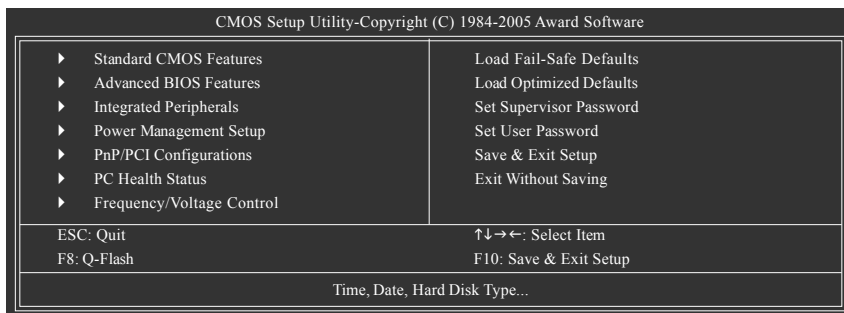 CMOS Setup Utility-Copyright (C) 1984-2005 Award Software
Standard CMOS Features
Advanced BIOS Features
Integrated Peripherals
Power Management Setup
PnP/PCI Configurations
PC Health Status
Frequency/Voltage Control
Load Fail-Safe Defaults
Load Optimized Defaults
Set Supervisor Password
Set User Password
Save & Exit Setup
Exit Without Saving
ESC: Quit
↑↓→←: Select Item
F8: Q-Flash
F10: Save & Exit Setup
Time, Date, Hard Disk Type...